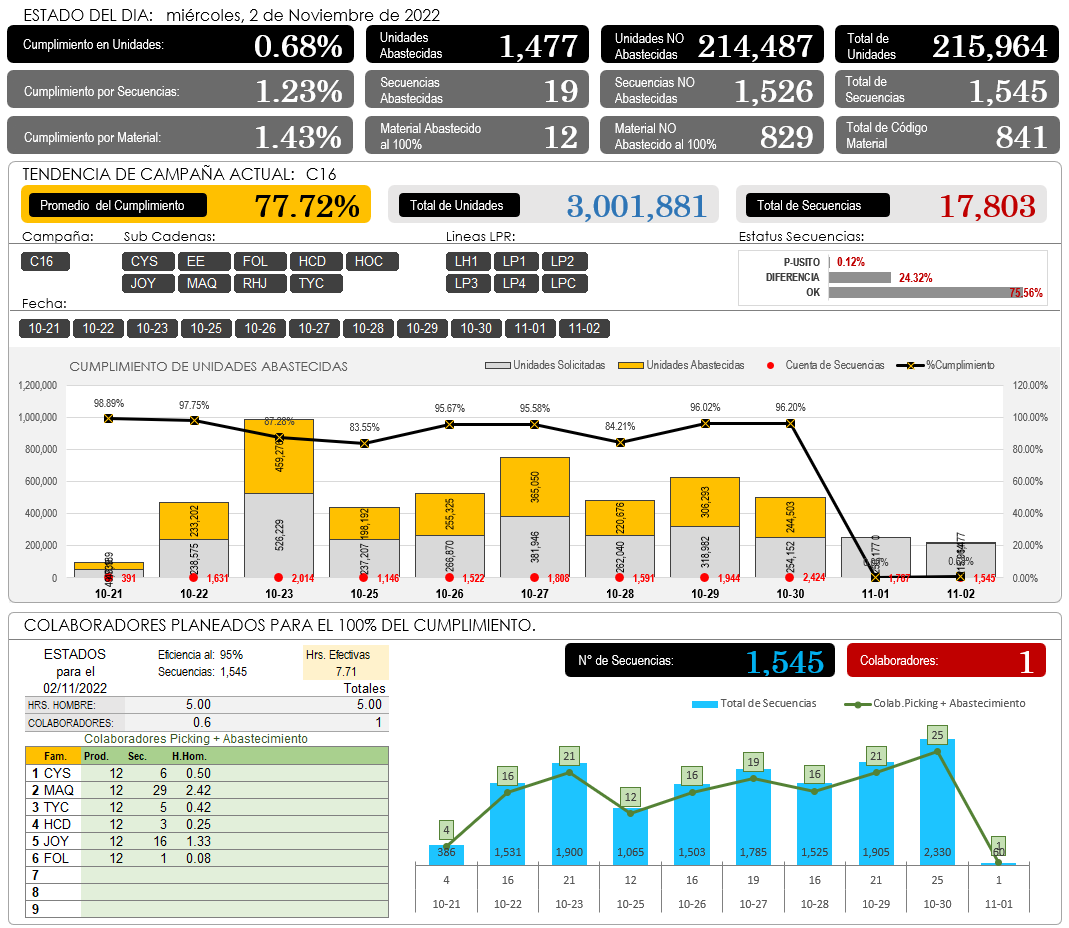 ESTADO DEL DIA: miércoles, 2 de Noviembre de 2022
Cumplimiento en Unidades: 0.68%
Unidades Abastecidas 1,477
Unidades NO Abastecidas 214,487
Total de Unidades 215,964
Cumplimiento por Secuencias: 1.23%
Secuencias Abastecidas 19
Secuencias NO Abastecidas 1,526
Total de Secuencias 1,545
Cumplimiento por Material: 1.43%
Material Abastecido al 100% 12
Material NO Abastecido al 100% 829
Total de Código Material 841
TENDENCIA DE CAMPAÑA ACTUAL: C16
Promedio del Cumplimiento 77.72%
Total de Unidades 3,001,881
Total de Secuencias 17,803
Campaña: Sub Cadenas: Lineas LPR: Estatus Secuencias:
C16 CYS EE FOL HCD HOC LH1 LP1 LP2
JOY MAQ RHJ TYC LP3 LP4 LPC
P-USITO 0.12%
DIFERENCIA 24.32%
OK 75.56%
Fecha:
10-21 10-22 10-23 10-25 10-26 10-27 10-28 10-29 10-30 11-01 11-02
CUMPLIMIENTO DE UNIDADES ABASTECIDAS
Unidades Solicitadas Unidades Abastecidas Cuenta de Secuencias %Cumplimiento
1,200,000 120.00%
1,000,000 100.00%
800,000 80.00%
600,000 60.00%
400,000 40.00%
200,000 20.00%
0 0.00%
98.89% 97.75% 87.28% 83.55% 95.67% 95.58% 84.21% 96.02% 96.20%
233,202 459,276 198,192 255,325 365,050 220,676 306,293 244,503
238,575 526,229 237,207 266,870 381,946 262,040 318,982 254,152
391 1,631 2,014 1,146 1,522 1,808 1,591 1,944 2,424 1,787 1,545
10-21 10-22 10-23 10-25 10-26 10-27 10-28 10-29 10-30 11-01 11-02
COLABORADORES PLANEADOS PARA EL 100% DEL CUMPLIMIENTO.
ESTADOS para el 02/11/2022
Eficiencia al: 95%
Secuencias: 1,545
Hrs. Efectivas
7.71
Totales
HRS. HOMBRE: 5.00 5.00
COLABORADORES: 0.6 1
Colaboradores Picking + Abastecimiento
Fam. Prod. Sec. H.Hom.
1 CYS 12 6 0.50
2 MAQ 12 29 2.42
3 TYC 12 5 0.42
4 HCD 12 3 0.25
5 JOY 12 16 1.33
6 FOL 12 1 0.08
7
8
9
N° de Secuencias: 1,545
Colaboradores: 1
Total de Secuencias Colab.Picking + Abastecimiento
4 16 21 12 16 19 16 21 25 1
386 1,531 1,900 1,065 1,503 1,785 1,525 1,905 2,330 60
4 16 21 12 16 19 16 21 25 1
10-21 10-22 10-23 10-25 10-26 10-27 10-28 10-29 10-30 11-01